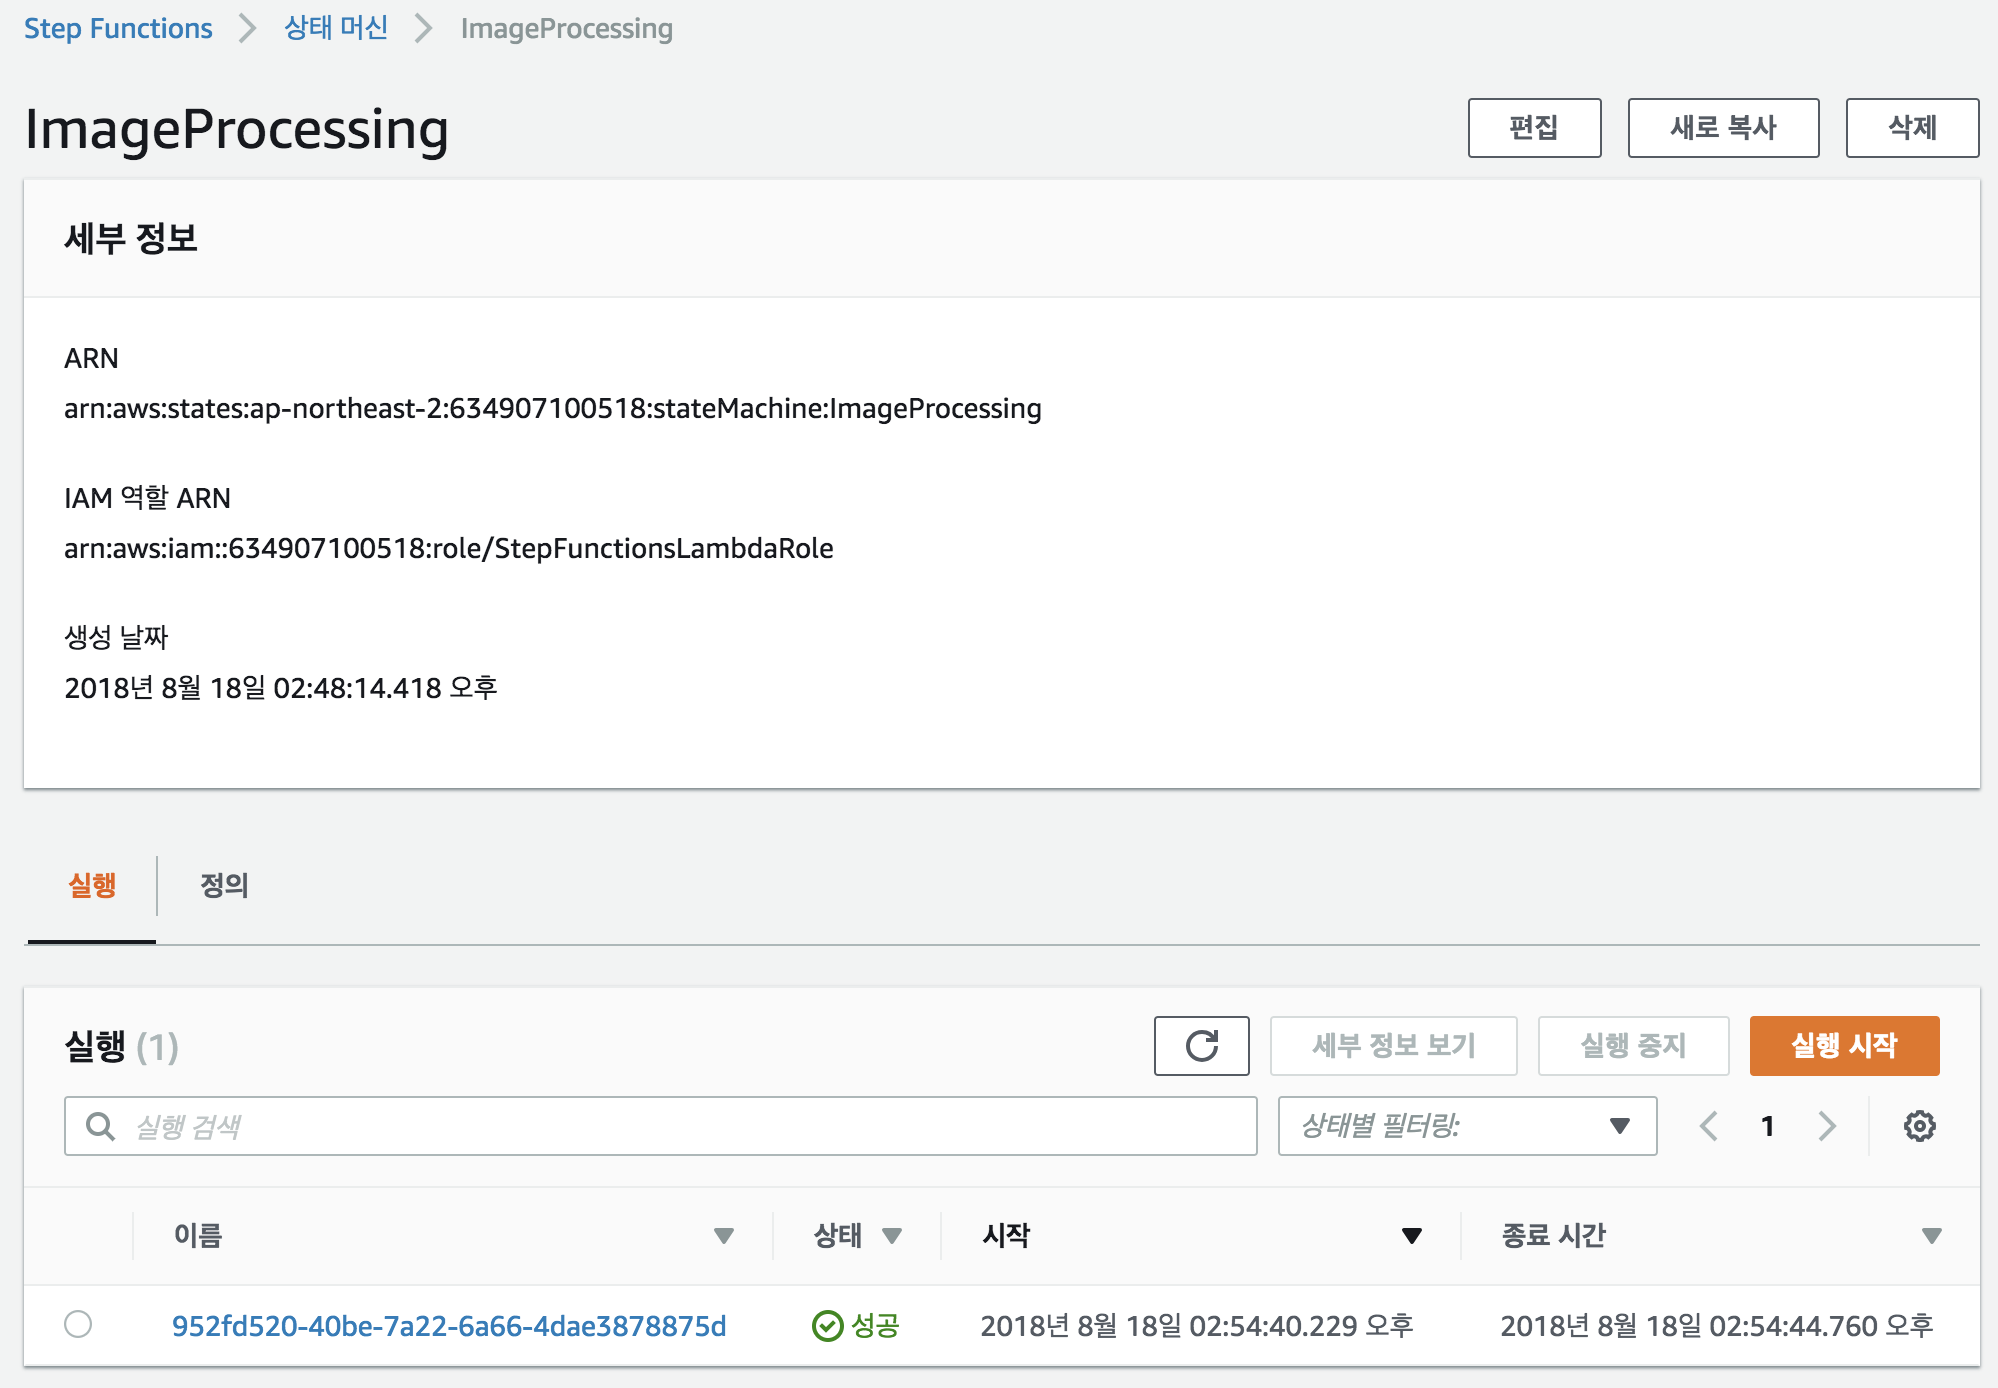 Step Functions > 상태 머신 > ImageProcessing
ImageProcessing
편집 새로 복사 삭제
세부 정보
ARN
arn:aws:states:ap-northeast-2:634907100518:stateMachine:ImageProcessing
IAM 역할 ARN
arn:aws:iam::634907100518:role/StepFunctionsLambdaRole
생성 날짜
2018년 8월 18일 02:48:14.418 오후
실행 정의
실행 (1) 세부 정보 보기 실행 중지 실행 시작
실행 검색 상태별 필터링: 1
이름 상태 시작 종료 시간
952fd520-40be-7a22-6a66-4dae3878875d 성공 2018년 8월 18일 02:54:40.229 오후 2018년 8월 18일 02:54:44.760 오후